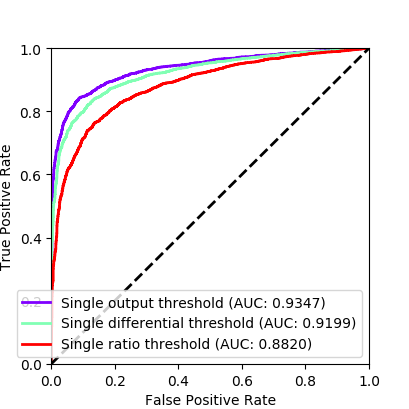 1.0
0.8
0.6
0.4
0.2
0.0
True Positive Rate
Single output threshold (AUC: 0.9347)
Single differential threshold (AUC: 0.9199)
Single ratio threshold (AUC: 0.8820)
0.0 0.2 0.4 0.6 0.8 1.0
False Positive Rate